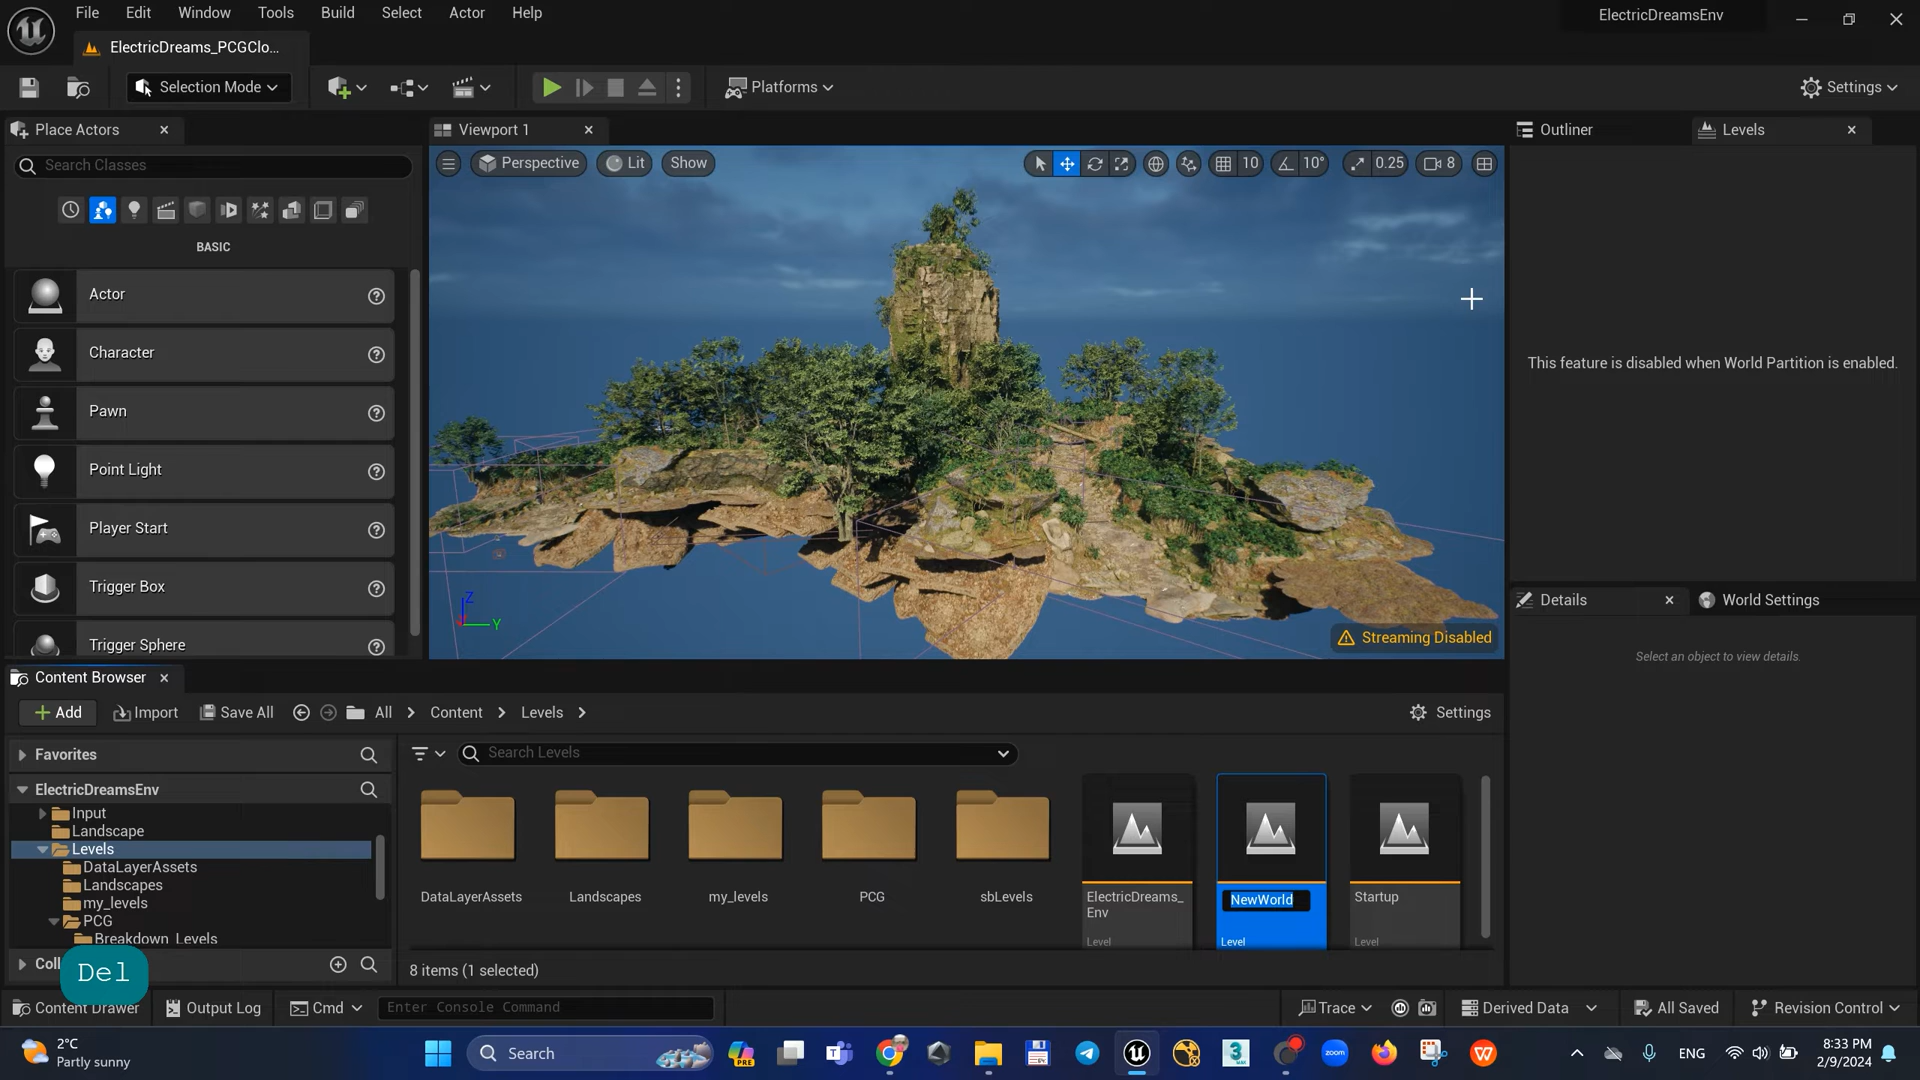 File Edit Window Tools Build Select Actor Help
ElectricDreamsEnv
ElectricDreams_PCGClo...
Selection Mode
Platforms
Settings
Place Actors
Viewport 1
Outliner
Levels
Search Classes
Perspective
Lit
Show
10
10°
0.25
8
BASIC
Actor
Character
Pawn
Point Light
Player Start
Trigger Box
Trigger Sphere
Z
Y
Streaming Disabled
This feature is disabled when World Partition is enabled.
Details
World Settings
Select an object to view details.
Content Browser
Add
Import
Save All
All
Content
Levels
Settings
Favorites
Search Levels
ElectricDreamsEnv
Input
Landscape
Levels
DataLayerAssets
Landscapes
my_levels
PCG
Breakdown_Levels
Coll
Del
DataLayerAssets
Landscapes
my_levels
PCG
sbLevels
ElectricDreams_
Env
Level
NewWorld
Level
Startup
Level
8 items (1 selected)
Content Drawer
Output Log
Cmd
Enter Console Command
Trace
Derived Data
All Saved
Revision Control
2°C
Partly sunny
Search
PRE
zoom
ENG
8:33 PM
2/9/2024